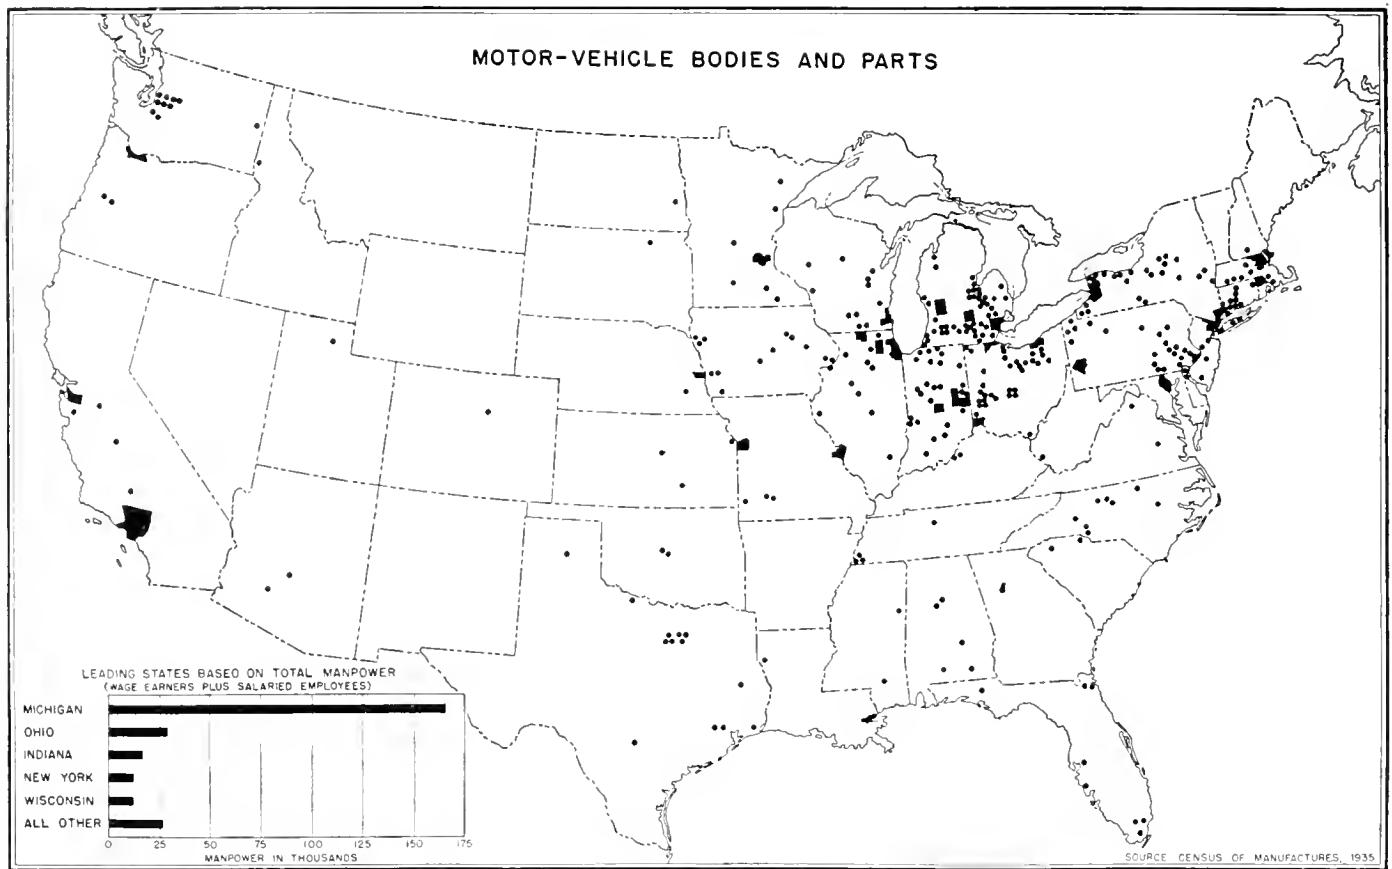 MOTOR-VEHICLE BODIES AND PARTS
LEADING STATES BASED ON TOTAL MANPOWER
(WAGE EARNERS PLUS SALARIED EMPLOYEES)
MICHIGAN
OHIO
INDIANA
NEW YORK
WISCONSIN
ALL OTHER
0 25 50 75 100 125 150 175
MANPOWER IN THOUSANDS
SOURCE CENSUS OF MANUFACTURES, 1935